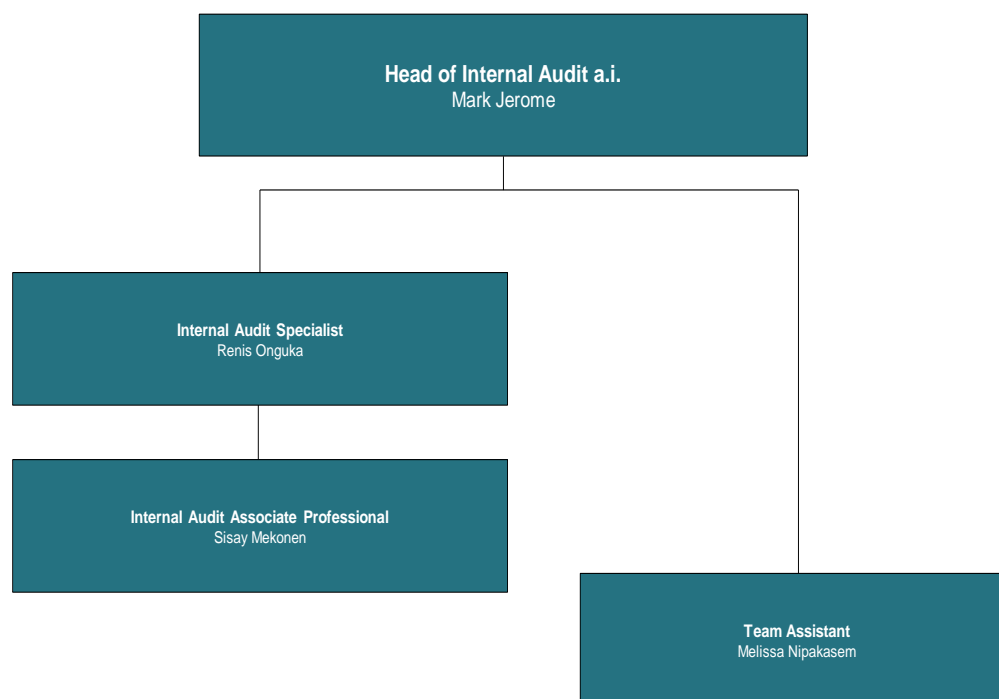 Head of Internal Audit a.i.
Mark Jerome
Internal Audit Specialist
Renis Onguka
Internal Audit Associate Professional
Sisay Mekonen
Team Assistant
Melissa Nipakasem